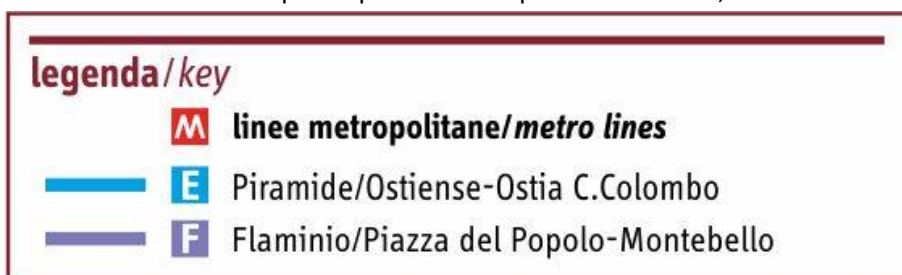 legenda/key
M linee metropolitane/metro lines
E Piramide/Ostiense-Ostia C.Colombo
F Flaminio/Piazza del Popolo-Montebello